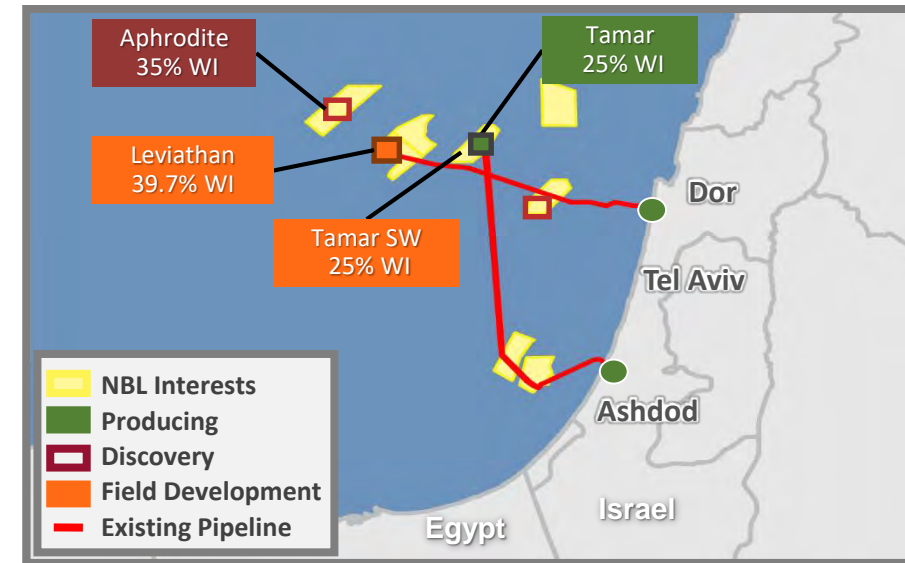 Aphrodite
35% WI
Tamar
25% WI
Leviathan
39.7% WI
Tamar SW
25% WI
Dor
Tel Aviv
Ashdod
Israel
Egypt
NBL Interests
Producing
Discovery
Field Development
Existing Pipeline